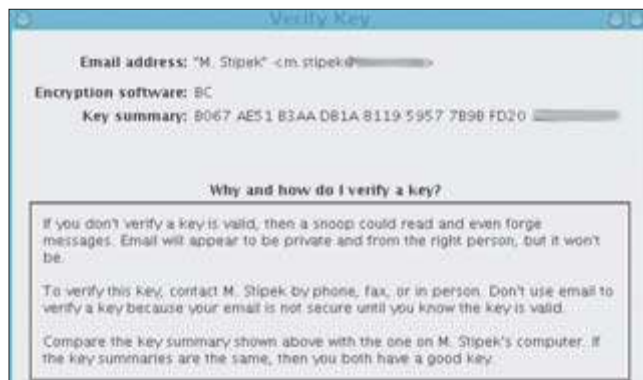 Verify Key
Email address: "M. Stipek" <m.stipek@
Encryption software: BC
Key summary: B067 AE51 B3AA DB1A 8119 5957 7B9B FD20
Why and how do I verify a key?
If you don't verify a key is valid, then a snoop could read and even forge
messages. Email will appear to be private and from the right person, but it won't
be.
To verify this key, contact M. Stipek by phone, fax, or in person. Don't use email to
verify a key because your email is not secure until you know the key is valid.
Compare the key summary shown above with the one on M. Stipek's computer. If
the key summaries are the same, then you both have a good key.